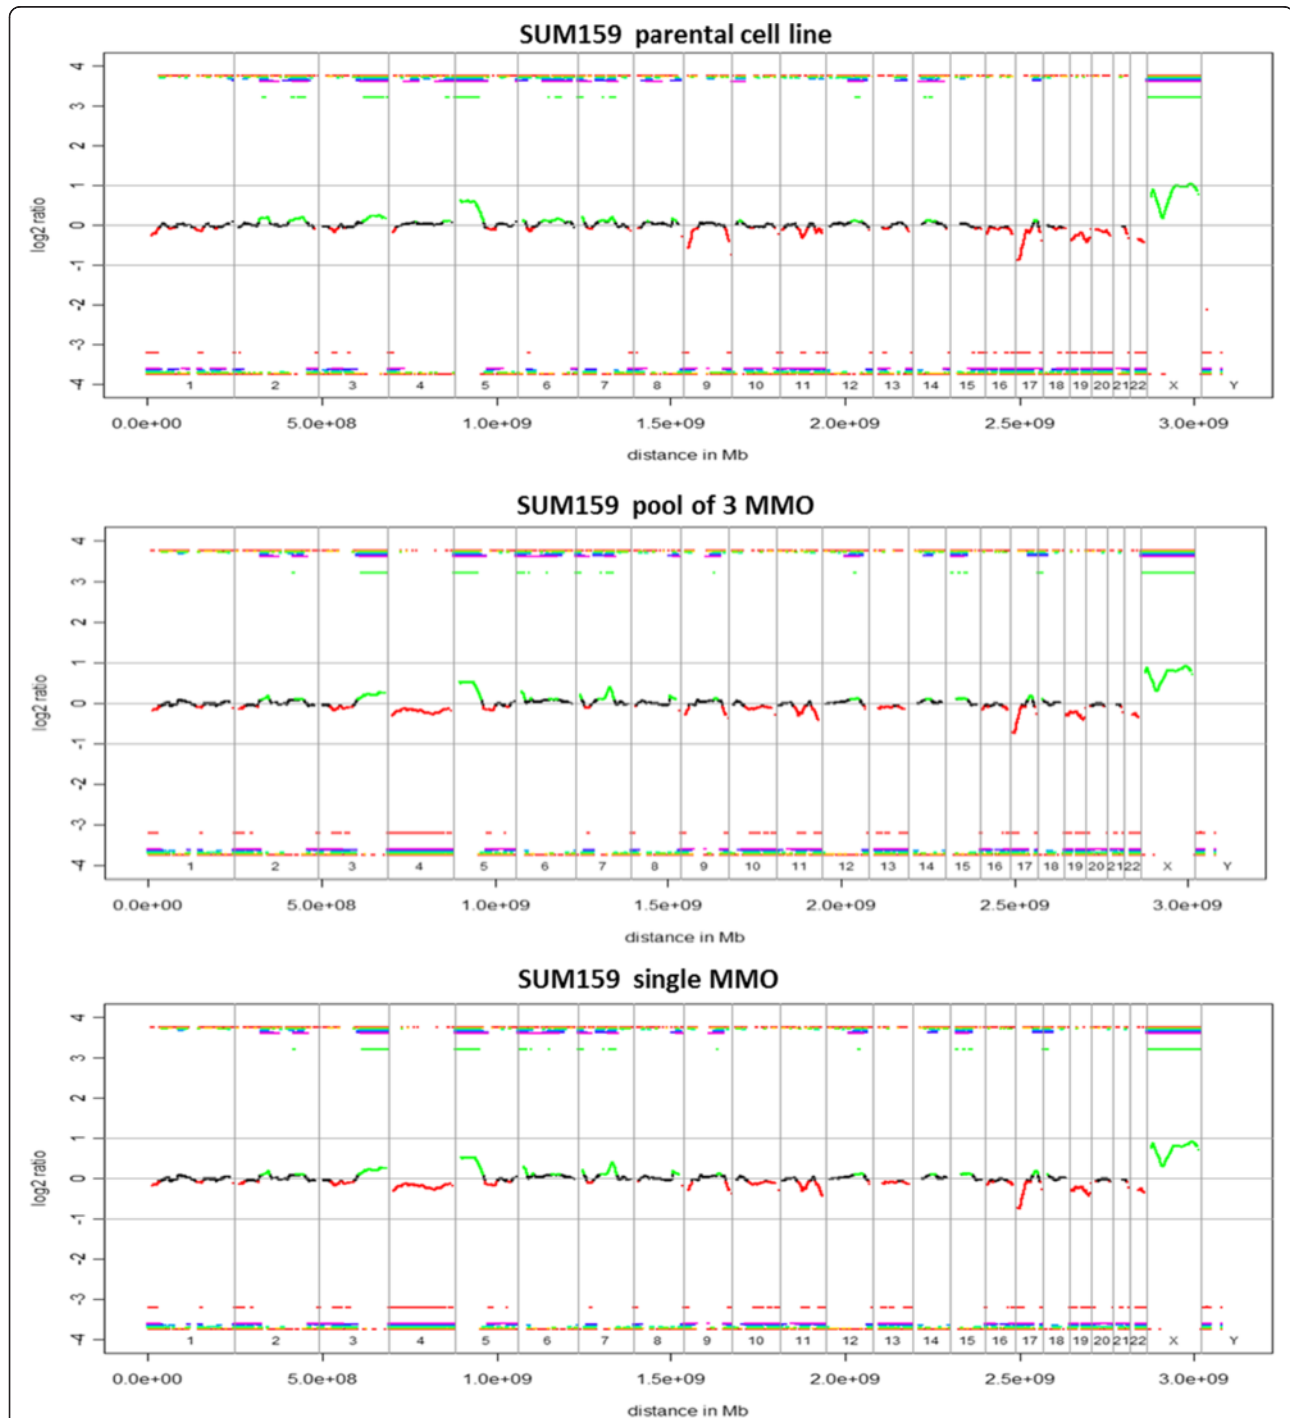 SUM159 parental cell line
4
3
2
1
0
-1
-2
-3
-4
log2 ratio
1 2 3 4 5 6 7 8 9 10 11 12 13 14 15 16 17 18 19 20 21 22 X Y
0.0e+00 5.0e+08 1.0e+09 1.5e+09 2.0e+09 2.5e+09 3.0e+09
distance in Mb
SUM159 pool of 3 MMO
4
3
2
1
0
-1
-2
-3
-4
log2 ratio
1 2 3 4 5 6 7 8 9 10 11 12 13 14 15 16 17 18 19 20 21 22 X Y
0.0e+00 5.0e+08 1.0e+09 1.5e+09 2.0e+09 2.5e+09 3.0e+09
distance in Mb
SUM159 single MMO
4
3
2
1
0
-1
-2
-3
-4
log2 ratio
1 2 3 4 5 6 7 8 9 10 11 12 13 14 15 16 17 18 19 20 21 22 X Y
0.0e+00 5.0e+08 1.0e+09 1.5e+09 2.0e+09 2.5e+09 3.0e+09
distance in Mb